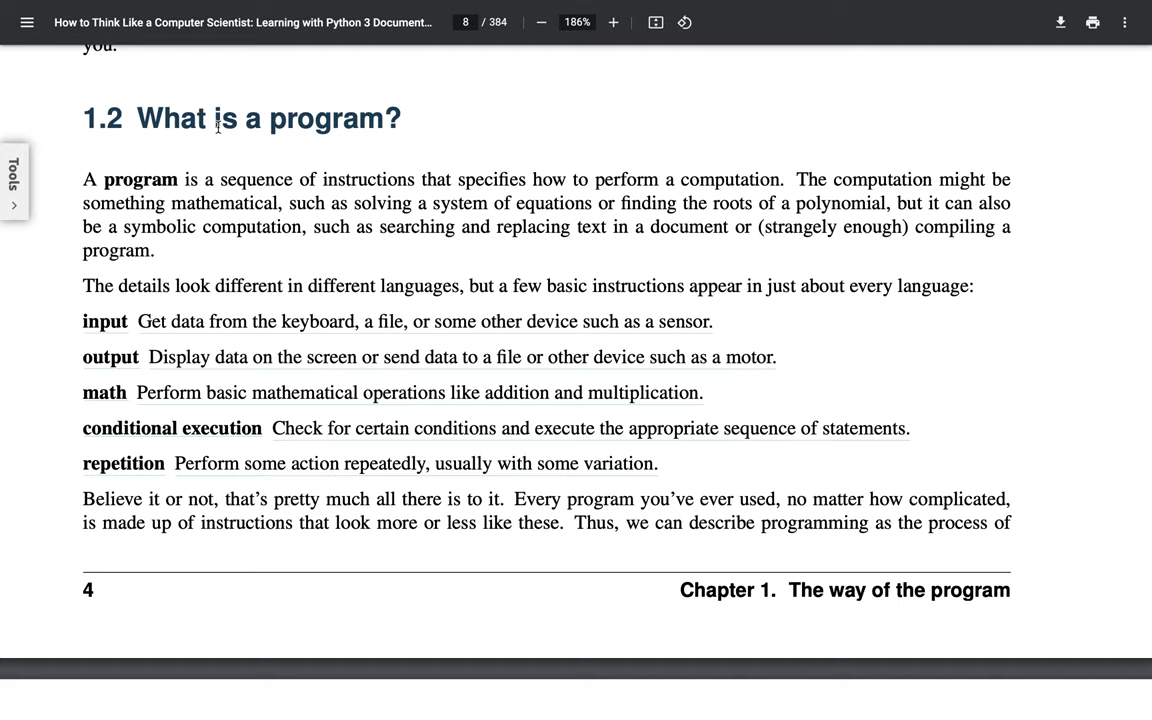 How to Think Like a Computer Scientist: Learning with Python 3 Document... 8 / 384 − 186% +
you.
1.2 What is a program?
Tools
A program is a sequence of instructions that specifies how to perform a computation. The computation might be
something mathematical, such as solving a system of equations or finding the roots of a polynomial, but it can also
be a symbolic computation, such as searching and replacing text in a document or (strangely enough) compiling a
program.
The details look different in different languages, but a few basic instructions appear in just about every language:
input Get data from the keyboard, a file, or some other device such as a sensor.
output Display data on the screen or send data to a file or other device such as a motor.
math Perform basic mathematical operations like addition and multiplication.
conditional execution Check for certain conditions and execute the appropriate sequence of statements.
repetition Perform some action repeatedly, usually with some variation.
Believe it or not, that’s pretty much all there is to it. Every program you’ve ever used, no matter how complicated,
is made up of instructions that look more or less like these. Thus, we can describe programming as the process of
4 Chapter 1. The way of the program